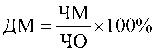 ДМ = ЧМ/ЧО ×100%